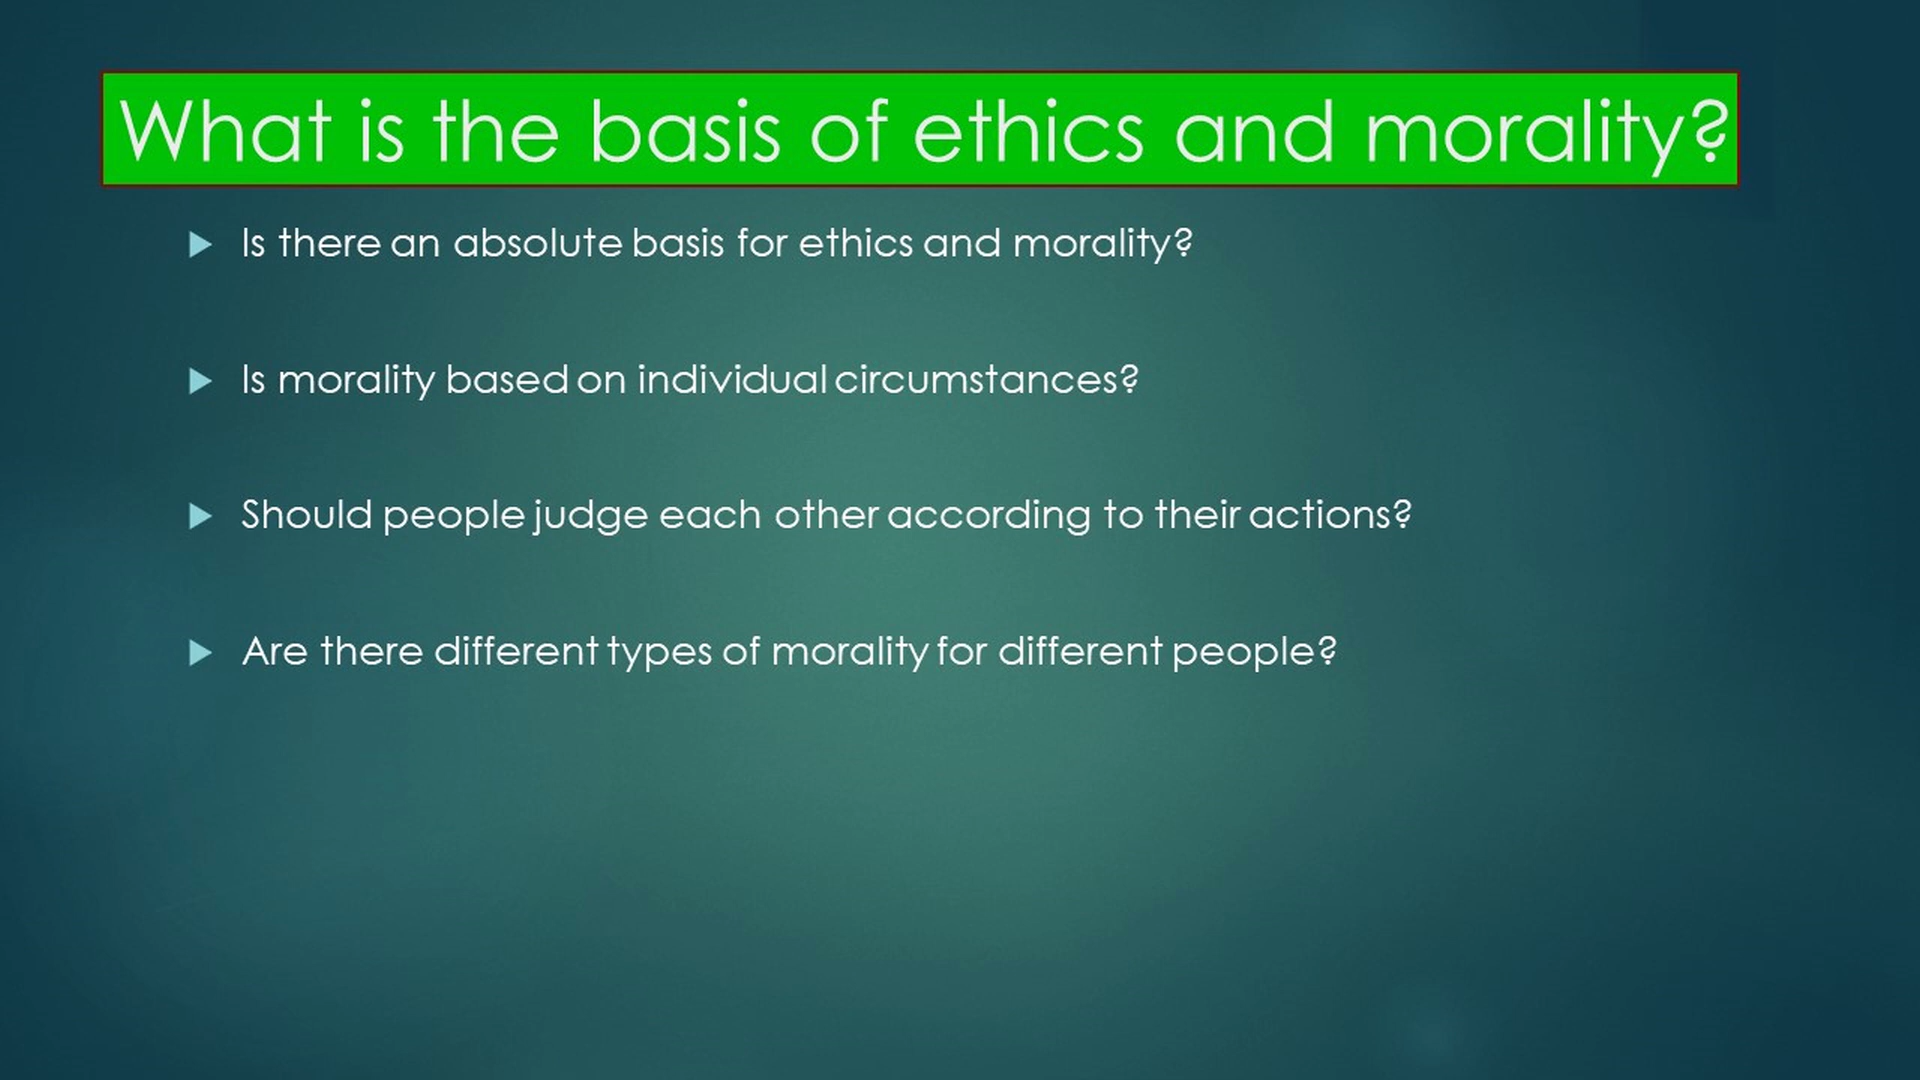 What is the basis of ethics and morality?
Is there an absolute basis for ethics and morality?
Is morality based on individual circumstances?
Should people judge each other according to their actions?
Are there different types of morality for different people?